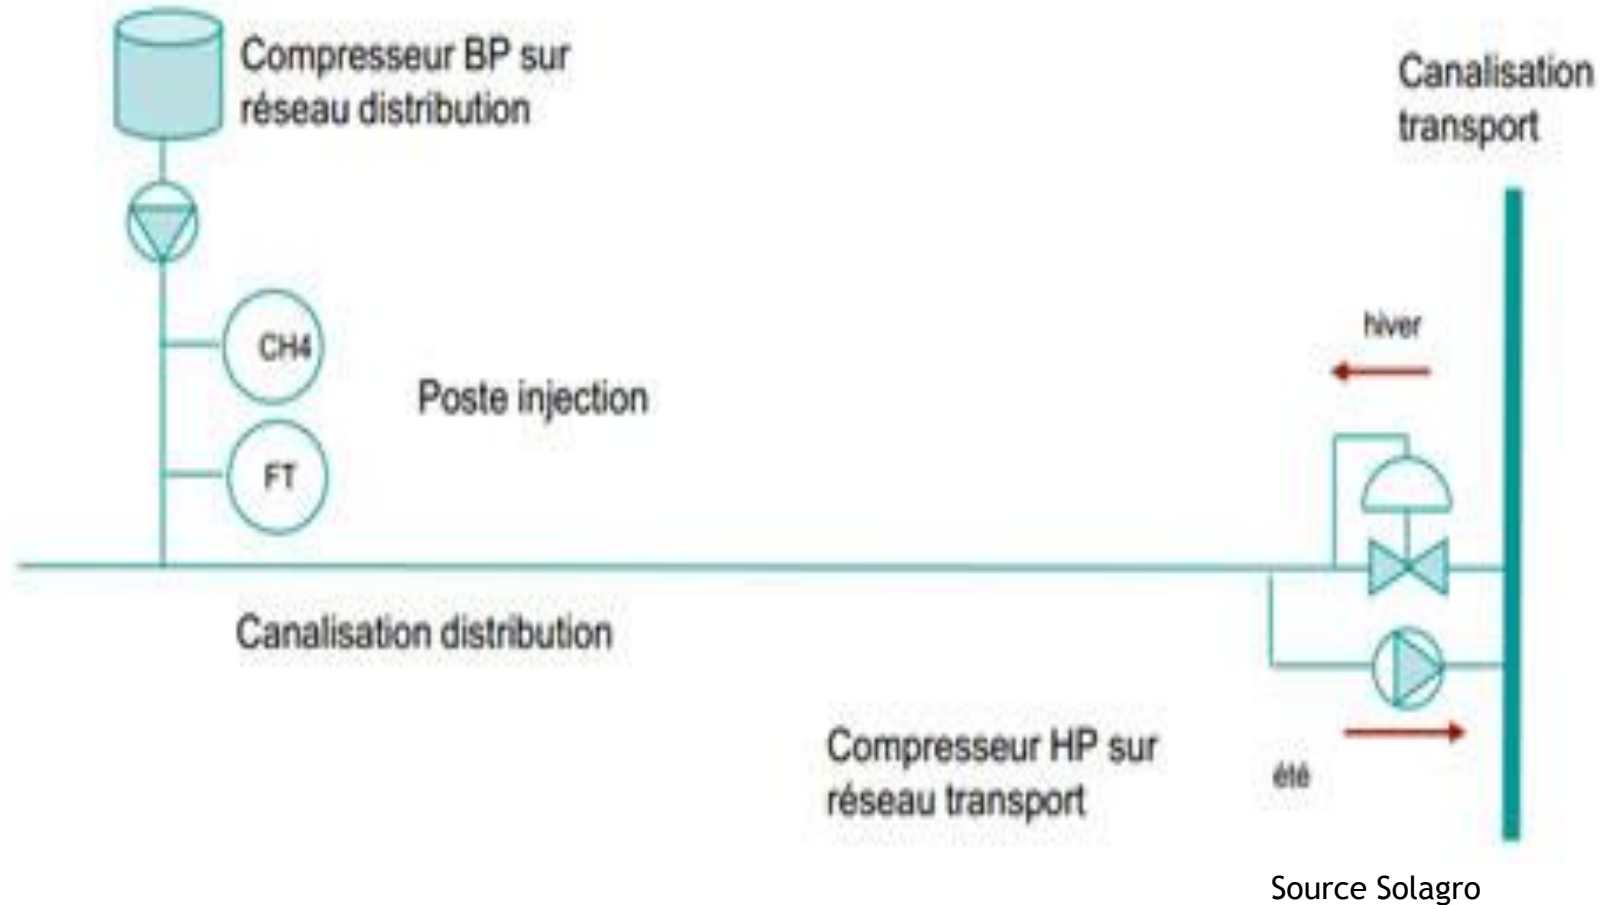 Compresseur BP sur
réseau distribution
Canalisation
transport
hiver
CH4
Poste injection
FT
Canalisation distribution
Compresseur HP sur
réseau transport
été
Source Solagro